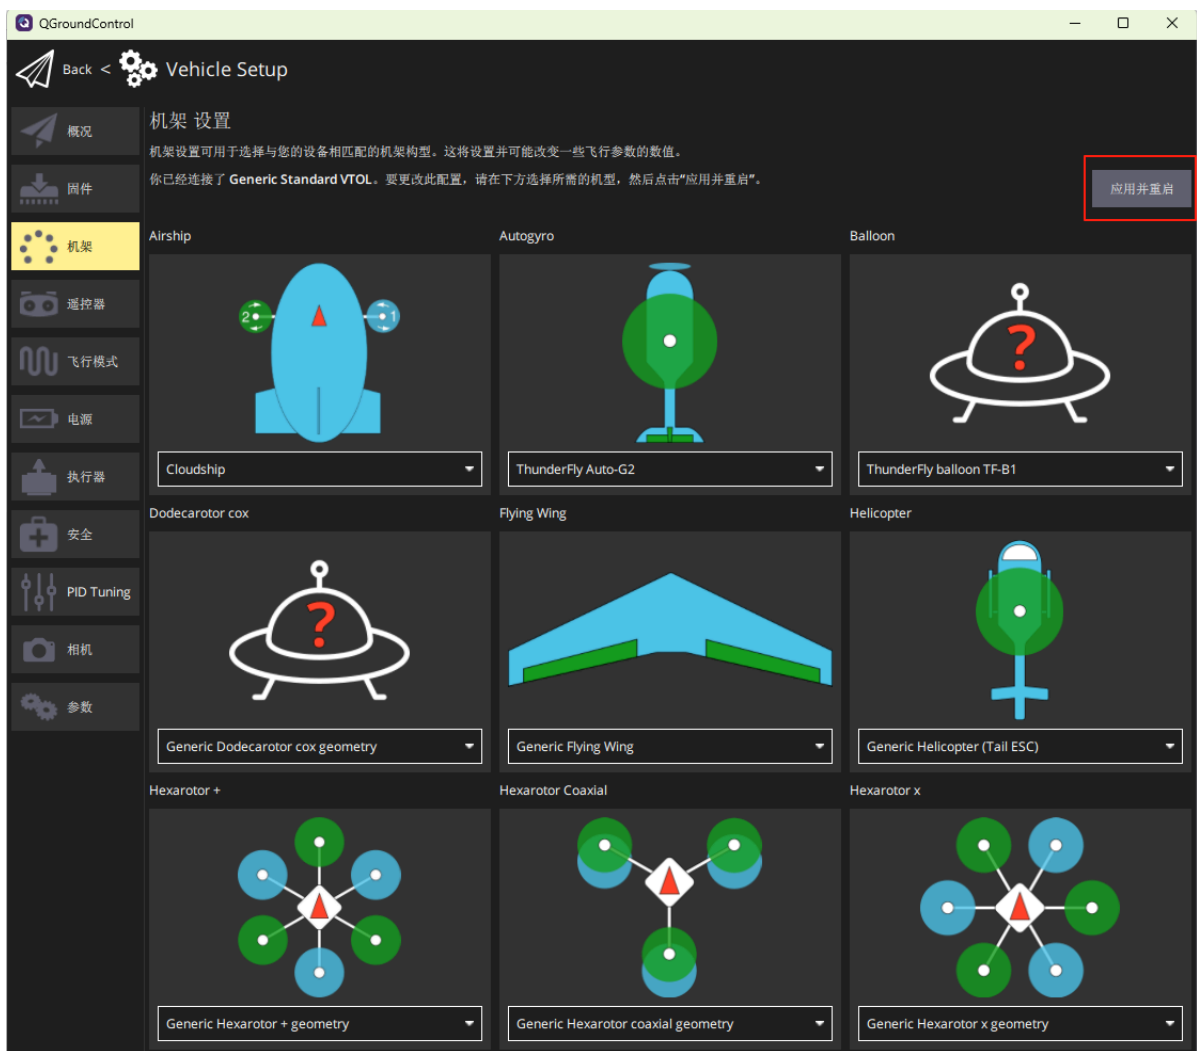 QGroundControl
Back < Vehicle Setup
概况
固件
机架
遥控器
飞行模式
电源
执行器
安全
PID Tuning
相机
参数
机架 设置
机架设置可用于选择与您的设备相匹配的机架构型。这将设置并可能改变一些飞行参数的数值。
你已经连接了 Generic Standard VTOL。要更改此配置，请在下方选择所需的机型，然后点击“应用并重启”。
应用并重启
Airship
Autogyro
Balloon
2
1
?
Cloudship
ThunderFly Auto-G2
ThunderFly balloon TF-B1
Dodecarotor cox
Flying Wing
Helicopter
?
Generic Dodecarotor cox geometry
Generic Flying Wing
Generic Helicopter (Tail ESC)
Hexarotor +
Hexarotor Coaxial
Hexarotor x
Generic Hexarotor + geometry
Generic Hexarotor coaxial geometry
Generic Hexarotor x geometry